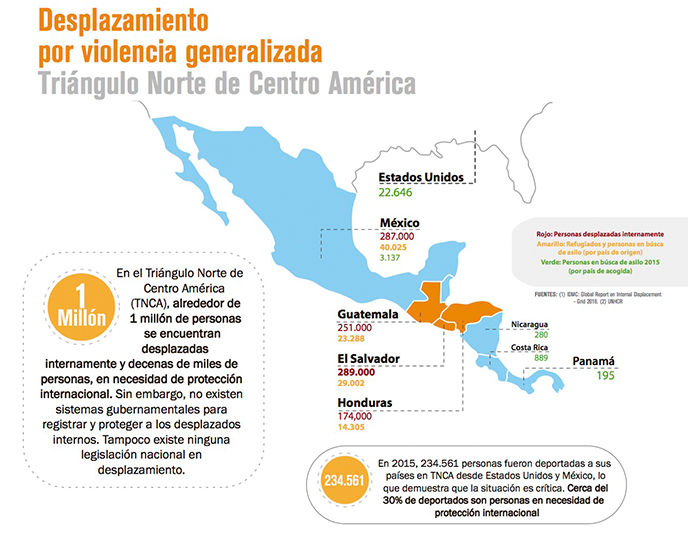 Desplazamiento
por violencia generalizada
Triángulo Norte de Centro América
Estados Unidos
22.646
México
287.000
40.025
3.137
Rojo: Personas desplazadas internamente
Amarillo: Refugiados y personas en búsca
de asilo (por país de origen)
Verde: Personas en búsca de asilo 2015
(por país de acogida)
FUENTES: (1) IDMC: Global Report on Internal Displacement
- Grid 2016. (2) UNHCR
1
Millón
En el Triángulo Norte de
Centro América
(TNCA), alrededor de
1 millón de personas
se encuentran
desplazadas
internamente y decenas de miles de
personas, en necesidad de protección
internacional. Sin embargo, no existen
sistemas gubernamentales para
registrar y proteger a los desplazados
internos. Tampoco existe ninguna
legislación nacional en
desplazamiento.
Guatemala
251.000
23.288
El Salvador
289.000
29.002
Honduras
174,000
14.305
Nicaragua
280
Costa Rica
889
Panamá
195
234.561
En 2015, 234.561 personas fueron deportadas a sus
países en TNCA desde Estados Unidos y México, lo
que demuestra que la situación es crítica. Cerca del
30% de deportados son personas en necesidad de
protección internacional